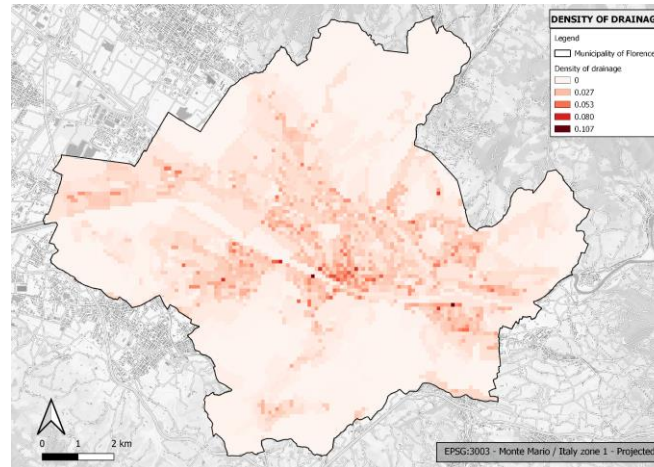 DENSITY OF DRAINAG
Legend
Municipality of Florence
Density of drainage
0
0.027
0.053
0.080
0.107
0 1 2 km
EPSG:3003 - Monte Mario / Italy zone 1 - Projected